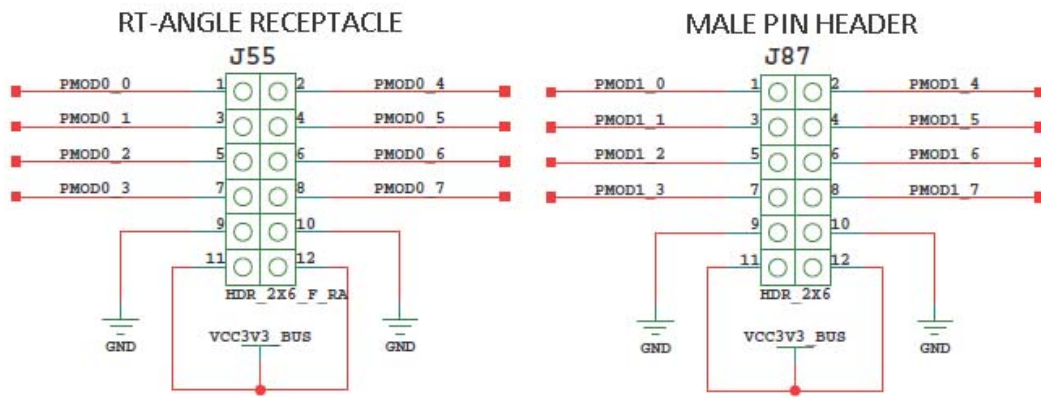 RT-ANGLE RECEPTACLE
J55
PMOD0_0 1 2 PMOD0_4
PMOD0_1 3 4 PMOD0_5
PMOD0_2 5 6 PMOD0_6
PMOD0_3 7 8 PMOD0_7
9 10
11 12
HDR_2X6_F_RA
VCC3V3_BUS
GND GND
MALE PIN HEADER
J87
PMOD1_0 1 2 PMOD1_4
PMOD1_1 3 4 PMOD1_5
PMOD1_2 5 6 PMOD1_6
PMOD1_3 7 8 PMOD1_7
9 10
11 12
HDR_2X6
VCC3V3_BUS
GND GND